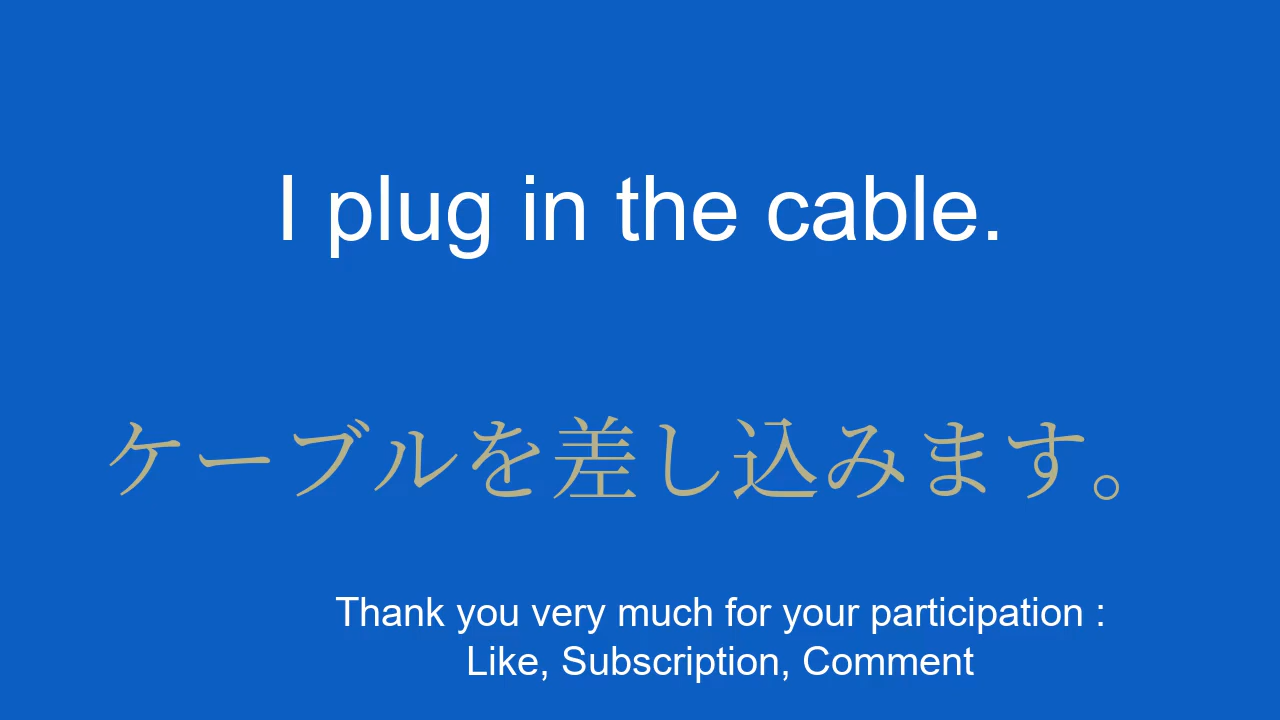 I plug in the cable.
ケーブルを差し込みます。
Thank you very much for your participation :
Like, Subscription, Comment